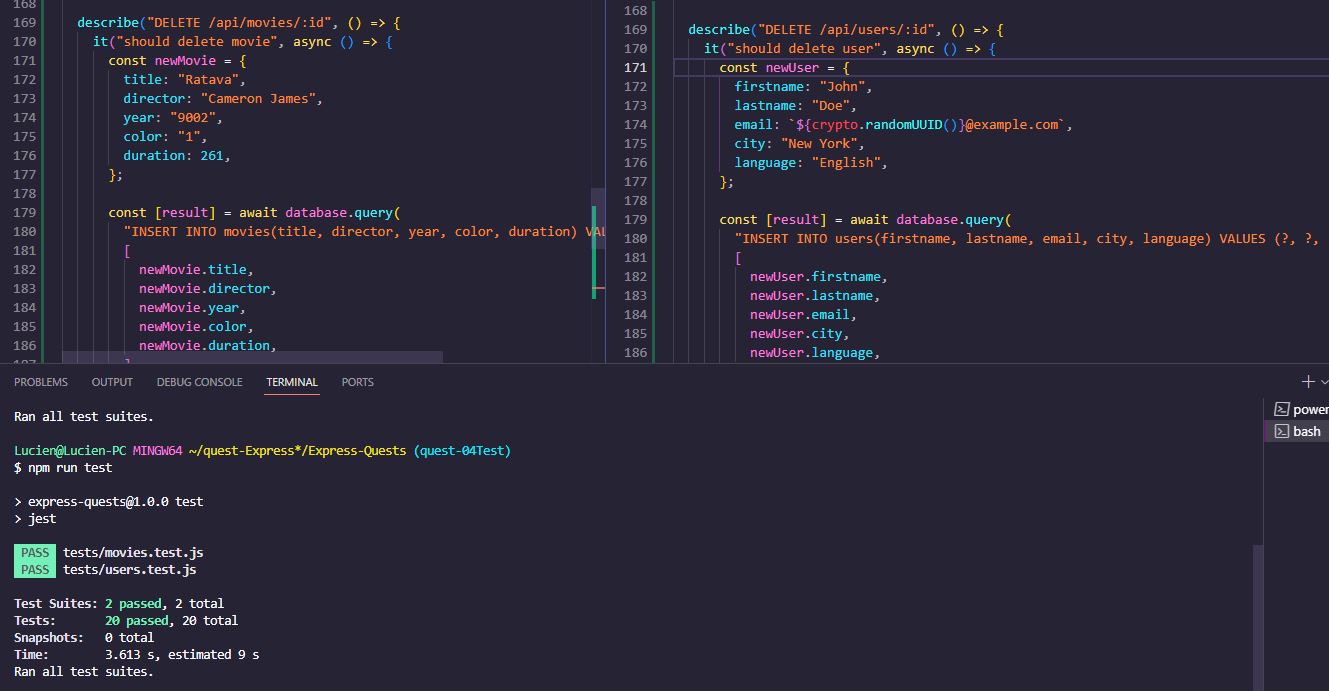 168
169 describe("DELETE /api/movies/:id", () => {
170 it("should delete movie", async () => {
171 const newMovie = {
172 title: "Ratava",
173 director: "Cameron James",
174 year: "9002",
175 color: "1",
176 duration: 261,
177 };
178
179 const [result] = await database.query(
180 "INSERT INTO movies(title, director, year, color, duration) VAL
181 [
182 newMovie.title,
183 newMovie.director,
184 newMovie.year,
185 newMovie.color,
186 newMovie.duration,
187 ]
168
169 describe("DELETE /api/users/:id", () => {
170 it("should delete user", async () => {
171 const newUser = {
172 firstname: "John",
173 lastname: "Doe",
174 email: `${crypto.randomUUID()}@example.com`,
175 city: "New York",
176 language: "English",
177 };
178
179 const [result] = await database.query(
180 "INSERT INTO users(firstname, lastname, email, city, language) VALUES (?, ?,
181 [
182 newUser.firstname,
183 newUser.lastname,
184 newUser.email,
185 newUser.city,
186 newUser.language,
PROBLEMS OUTPUT DEBUG CONSOLE TERMINAL PORTS
Ran all test suites.
Lucien@Lucien-PC MINGW64 ~/quest-Express*/Express-Quests (quest-04Test)
$ npm run test
> express-quests@1.0.0 test
> jest
PASS tests/movies.test.js
PASS tests/users.test.js
Test Suites: 2 passed, 2 total
Tests: 20 passed, 20 total
Snapshots: 0 total
Time: 3.613 s, estimated 9 s
Ran all test suites.
power
bash